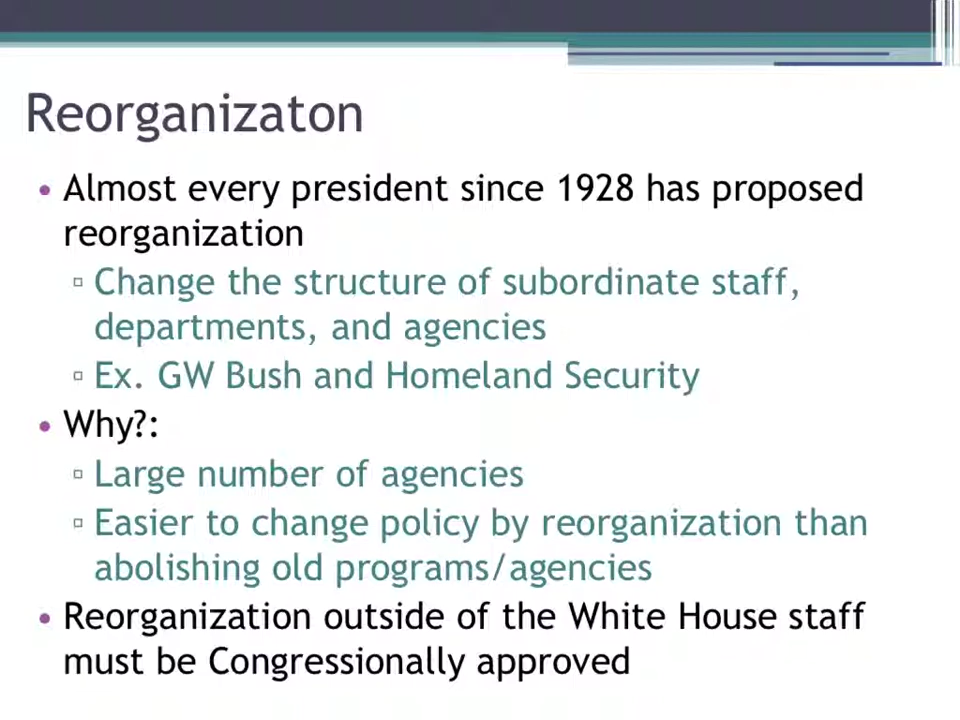 Reorganizaton
• Almost every president since 1928 has proposed
reorganization
▫ Change the structure of subordinate staff,
departments, and agencies
▫ Ex. GW Bush and Homeland Security
• Why?:
▫ Large number of agencies
▫ Easier to change policy by reorganization than
abolishing old programs/agencies
• Reorganization outside of the White House staff
must be Congressionally approved